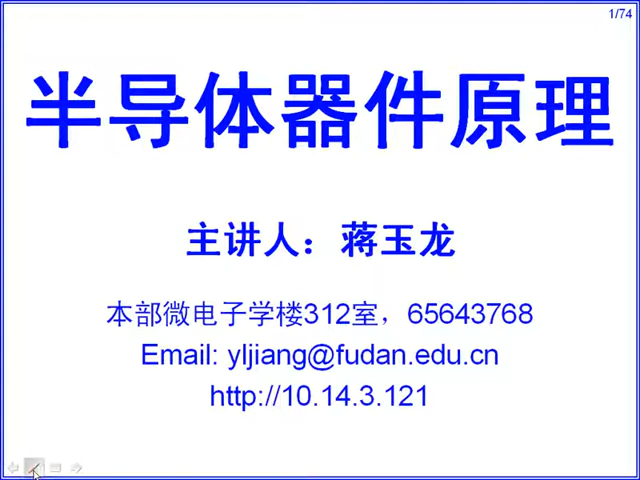 1/74
半导体器件原理
主讲人：蒋玉龙
本部微电子学楼312室，65643768
Email: yljiang@fudan.edu.cn
http://10.14.3.121